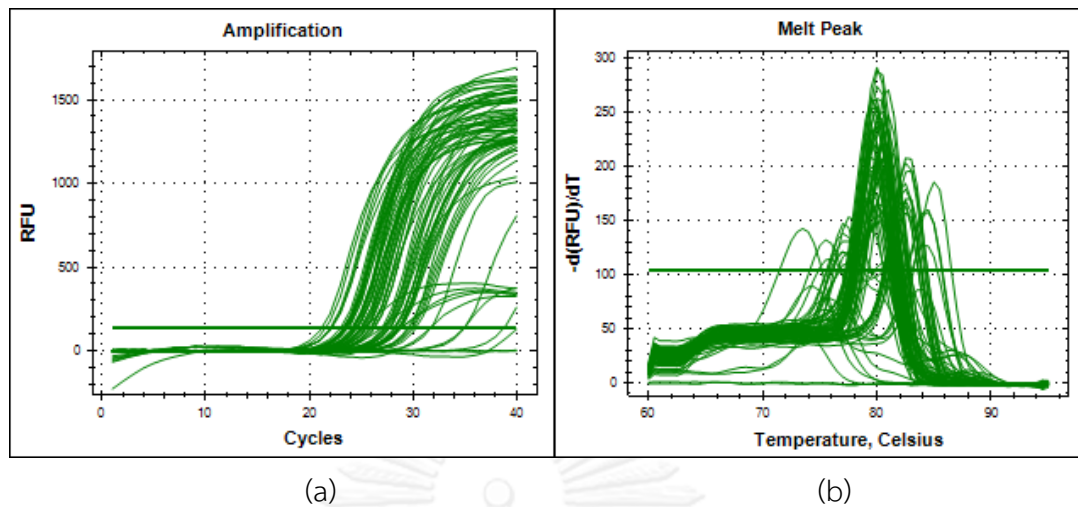 Amplification
1500
1000
500
0
RFU
0
10
20
30
40
Cycles
Melt Peak
300
250
200
150
100
50
0
-d(RFU)/dT
60
70
80
90
Temperature, Celsius
(a)
(b)